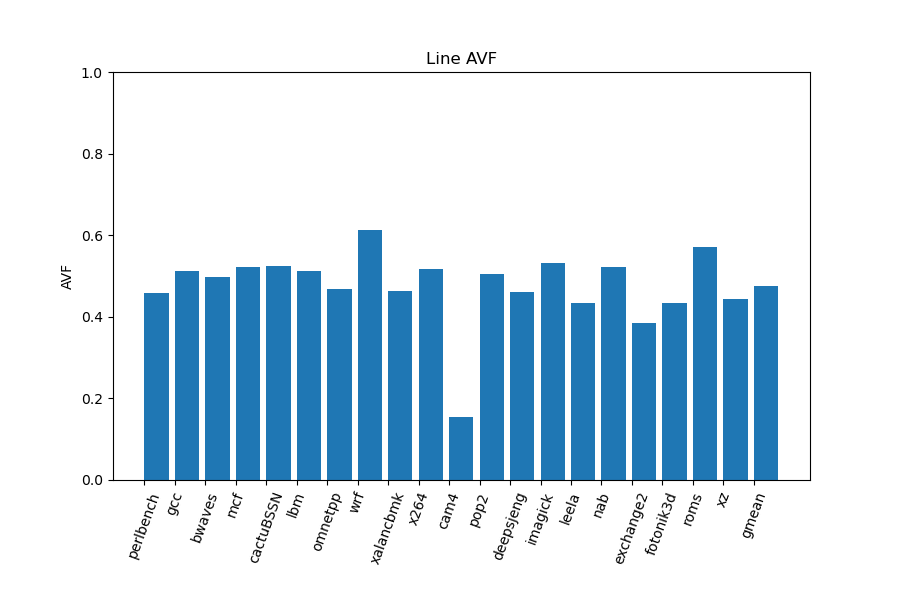 Line AVF
1.0
0.8
0.6
0.4
0.2
0.0
AVF
perlbench
gcc
bwaves
mcf
cactuBSSN
lbm
omnetpp
wrf
xalancbmk
x264
cam4
pop2
deepsjeng
imagick
leela
nab
exchange2
fotonik3d
roms
xz
gmean